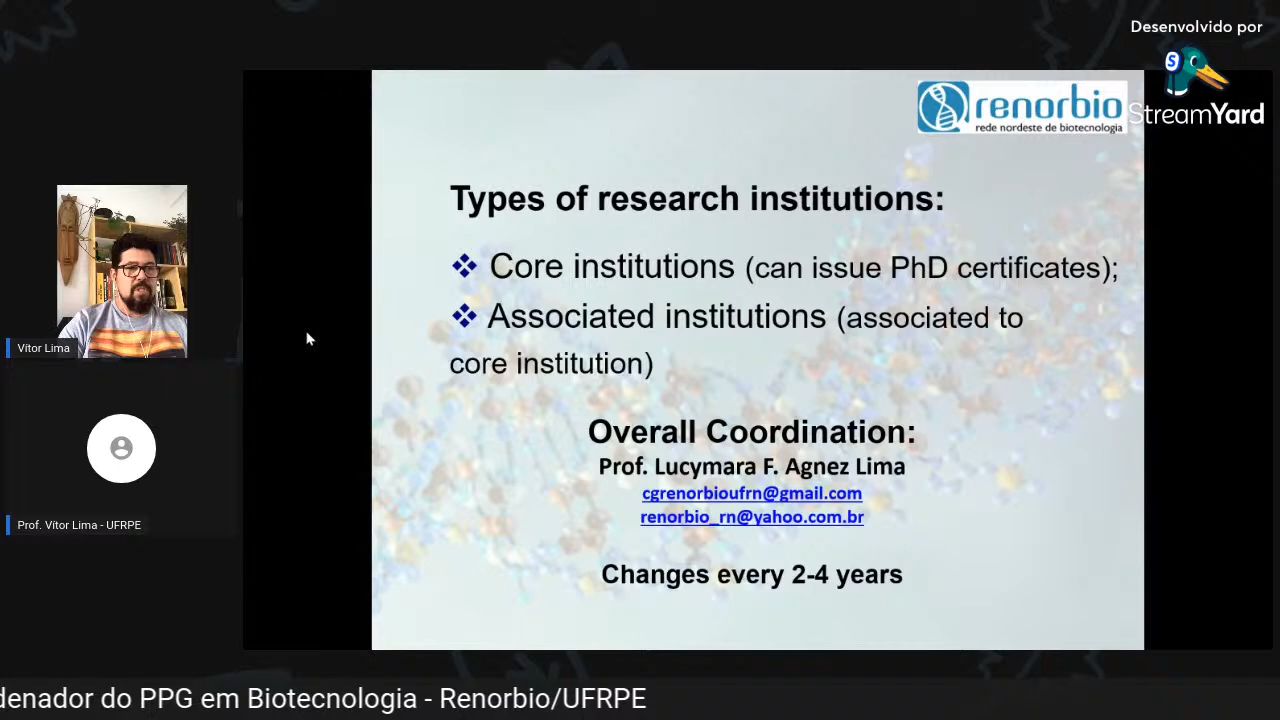 Desenvolvido por
S
StreamYard
renorbio
rede nordeste de biotecnologia
Types of research institutions:
❖ Core institutions (can issue PhD certificates);
❖ Associated institutions (associated to
core institution)
Overall Coordination:
Prof. Lucymara F. Agnez Lima
cgrenorbioufrn@gmail.com
renorbio_rn@yahoo.com.br
Changes every 2-4 years
Vítor Lima
Prof. Vítor Lima - UFRPE
denador do PPG em Biotecnologia - Renorbio/UFRPE